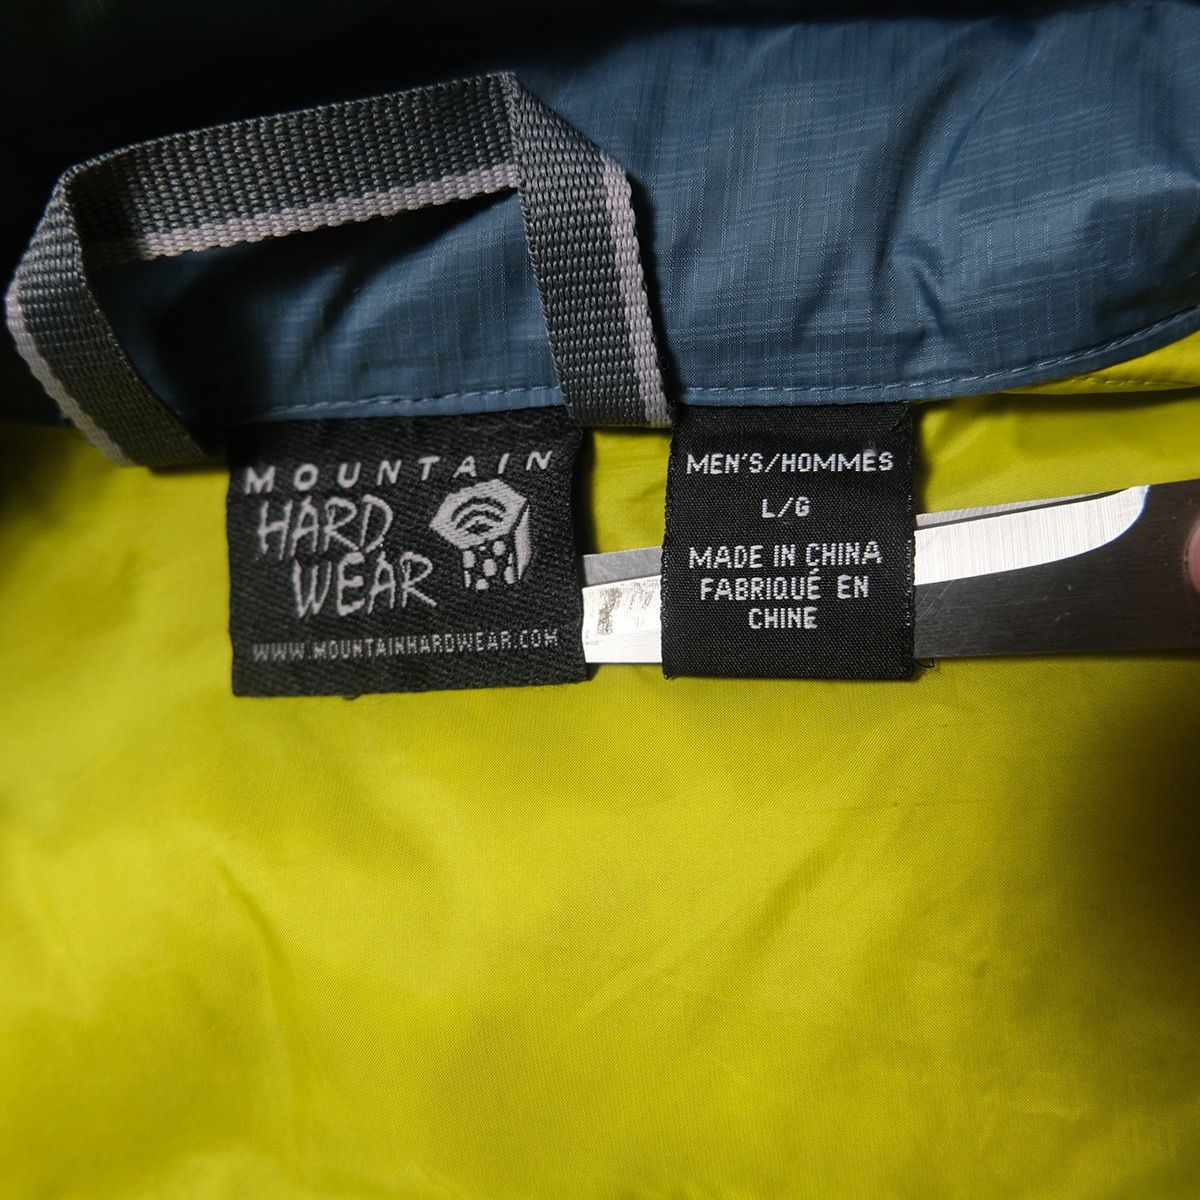 MOUNTAIN
HARD
WEAR
WWW.MOUNTAINHARDWEAR.COM
MEN'S/HOMMES
L/G
MADE IN CHINA
FABRIQUÉ EN
CHINE